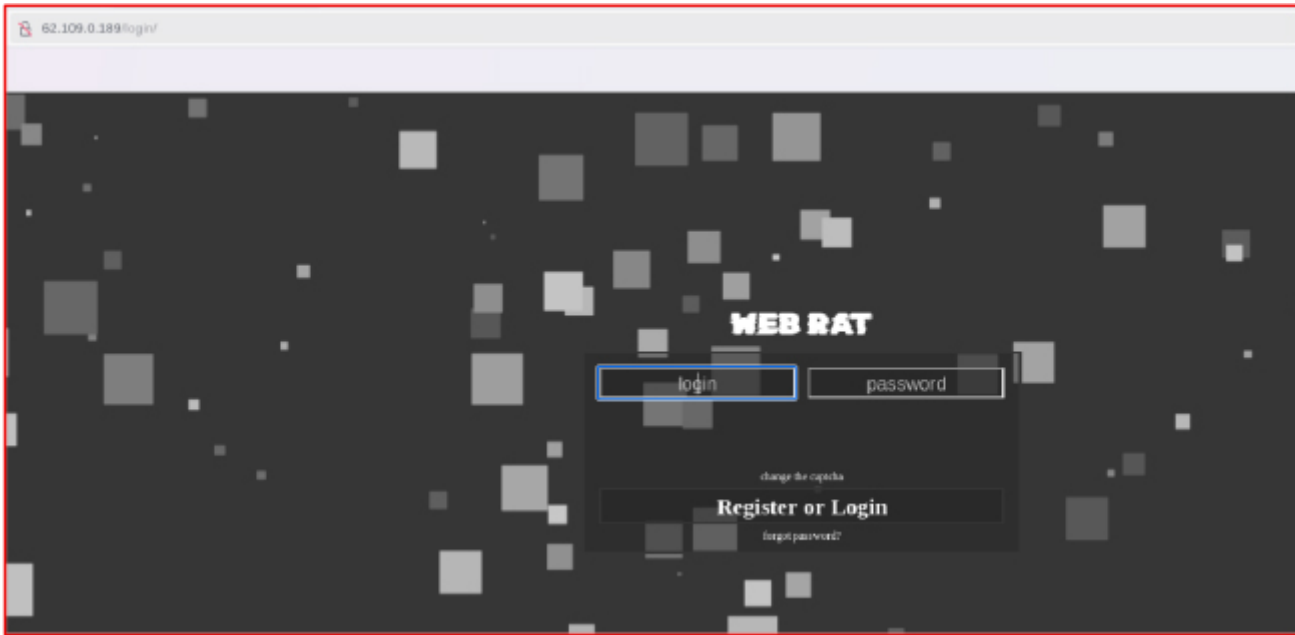 62.109.0.189/login/
WEB RAT
login password
change the captcha
Register or Login
forgot password?